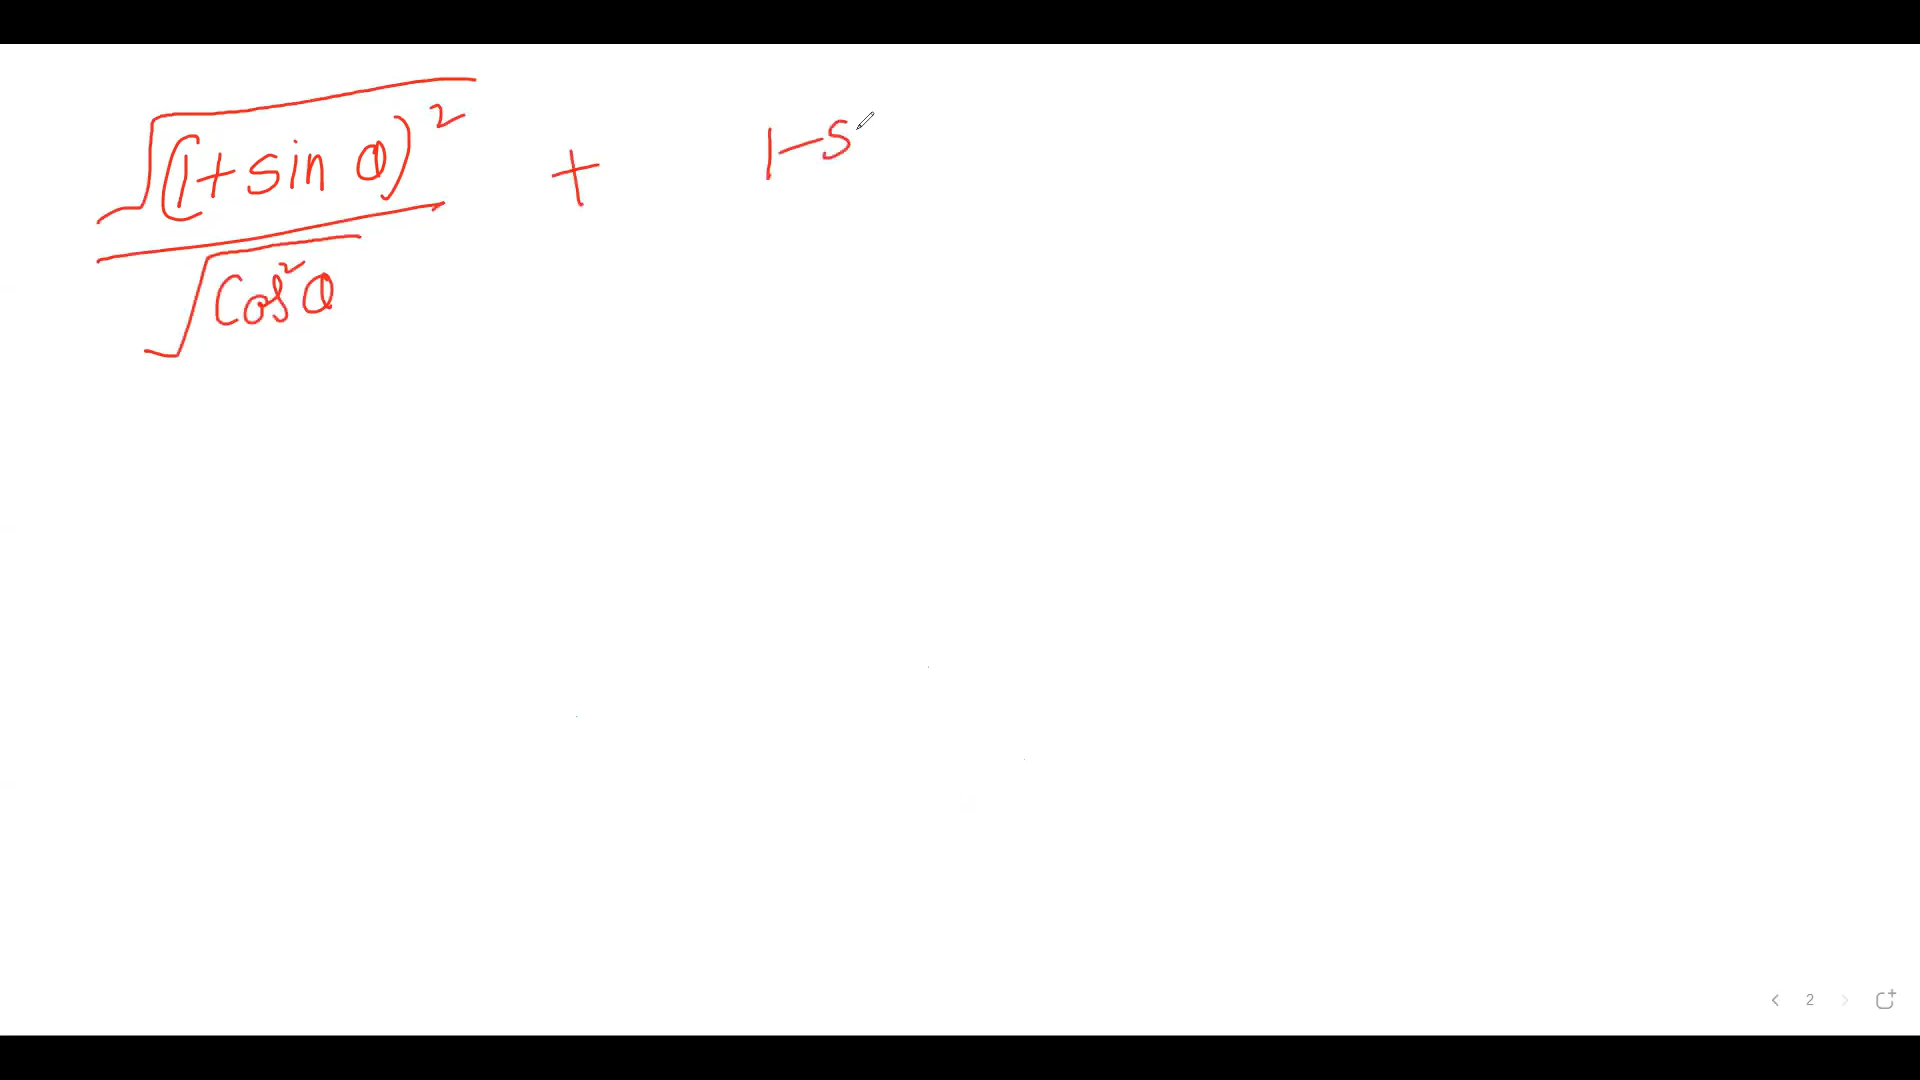 √(1+sin θ)² / √cos²θ + 1-s
2